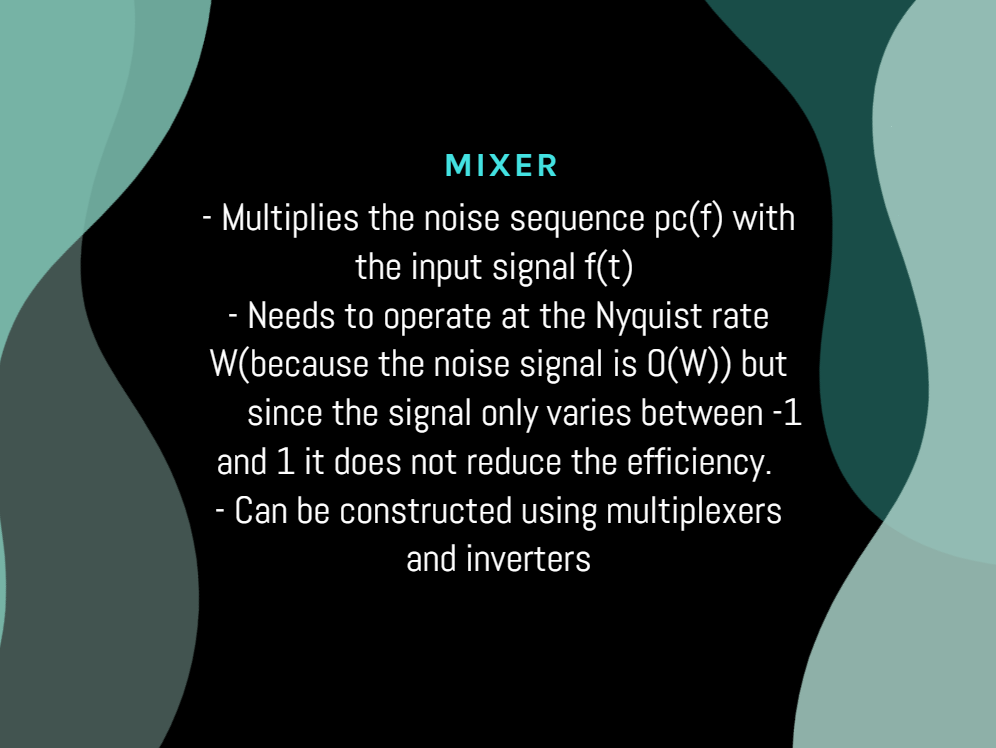 MIXER
- Multiplies the noise sequence pc(f) with
the input signal f(t)
- Needs to operate at the Nyquist rate
W(because the noise signal is O(W)) but
since the signal only varies between -1
and 1 it does not reduce the efficiency.
- Can be constructed using multiplexers
and inverters